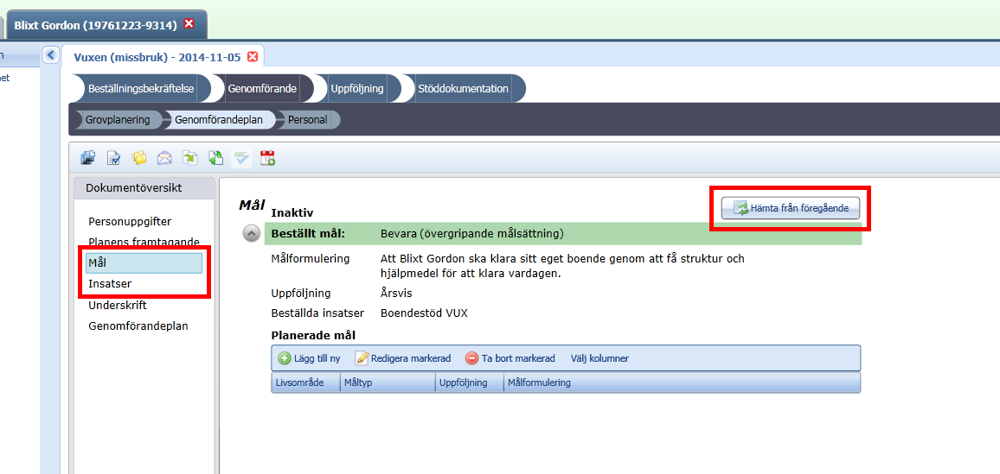 Blixt Gordon (19761223-9314)
Vuxen (missbruk) - 2014-11-05
Beställningsbekräftelse
Genomförande
Uppföljning
Stöddokumentation
Grovplanering
Genomförandeplan
Personal
Dokumentöversikt
Personuppgifter
Planens framtagande
Mål
Insatser
Underskrift
Genomförandeplan
Mål
Inaktiv
Hämta från föregående
Beställt mål: Bevara (övergripande målsättning)
Målformulering Att Blixt Gordon ska klara sitt eget boende genom att få struktur och
hjälpmedel för att klara vardagen.
Uppföljning Årsvis
Beställda insatser Boendestöd VUX
Planerade mål
Lägg till ny Redigera markerad Ta bort markerad Välj kolumner
Livsområde Måltyp Uppföljning Målformulering